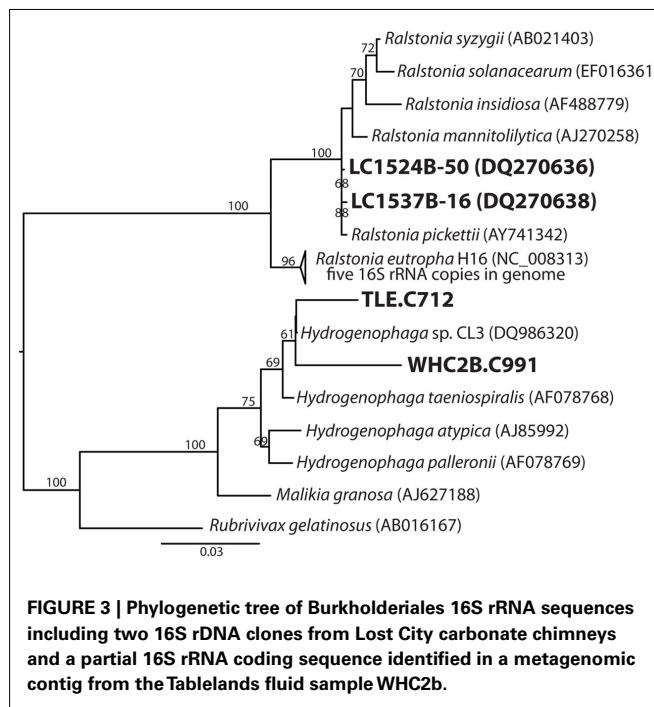 72
Ralstonia syzygii (AB021403)
70
Ralstonia solanacearum (EF016361
Ralstonia insidiosa (AF488779)
Ralstonia mannitolilytica (AJ270258)
100
LC1524B-50 (DQ270636)
68
LC1537B-16 (DQ270638)
88
100
Ralstonia pickettii (AY741342)
96
Ralstonia eutropha H16 (NC_008313)
five 16S rRNA copies in genome
TLE.C712
61
Hydrogenophaga sp. CL3 (DQ986320)
69
WHC2B.C991
75
Hydrogenophaga taeniospiralis (AF078768)
Hydrogenophaga atypica (AJ85992)
69
100
Hydrogenophaga palleronii (AF078769)
100
Malikia granosa (AJ627188)
Rubrivivax gelatinosus (AB016167)
0.03
FIGURE 3 | Phylogenetic tree of Burkholderiales 16S rRNA sequences
including two 16S rDNA clones from Lost City carbonate chimneys
and a partial 16S rRNA coding sequence identified in a metagenomic
contig from the Tablelands fluid sample WHC2b.